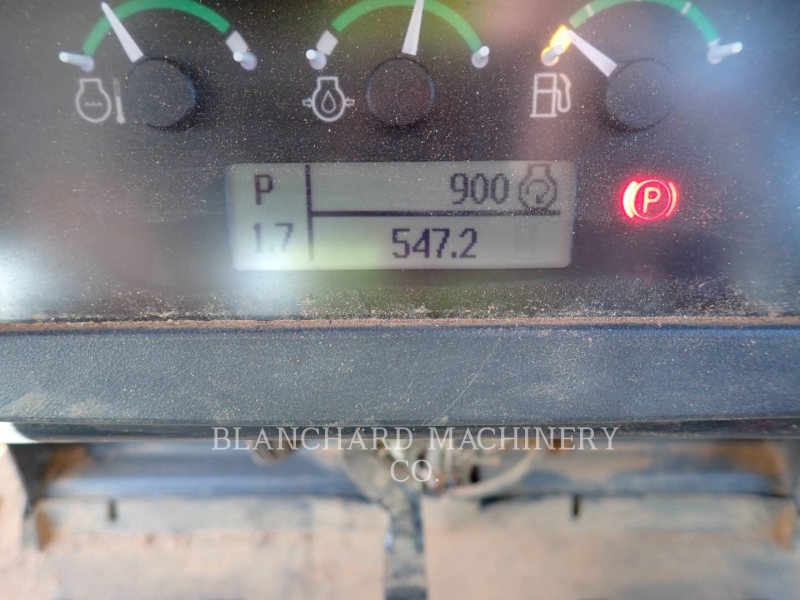 P 900
1.7 547.2
P
BLANCHARD MACHINERY
CO.